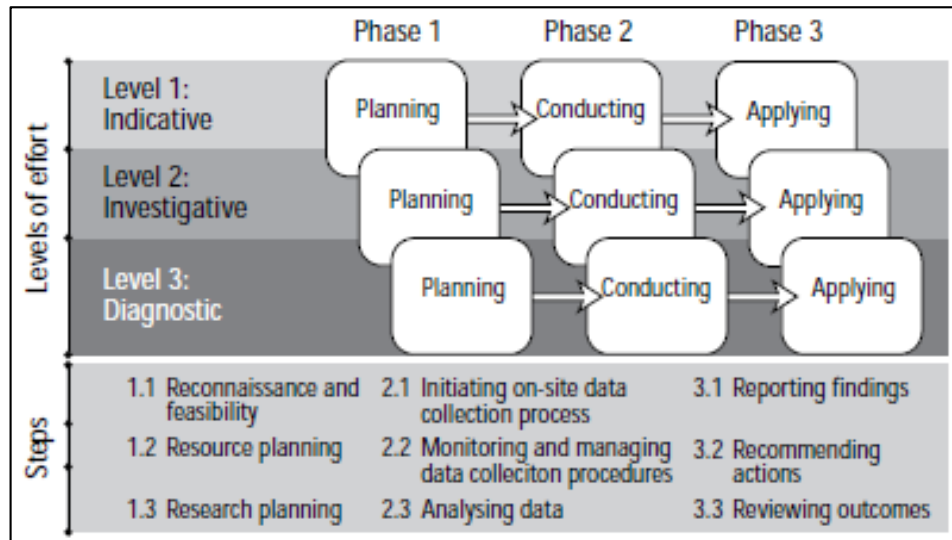 Phase 1 Phase 2 Phase 3
Levels of effort
Level 1:
Indicative
Planning Conducting Applying
Level 2:
Investigative
Planning Conducting Applying
Level 3:
Diagnostic
Planning Conducting Applying
Steps
1.1 Reconnaissance and
feasibility
1.2 Resource planning
1.3 Research planning
2.1 Initiating on-site data
collection process
2.2 Monitoring and managing
data colleciton procedures
2.3 Analysing data
3.1 Reporting findings
3.2 Recommending
actions
3.3 Reviewing outcomes